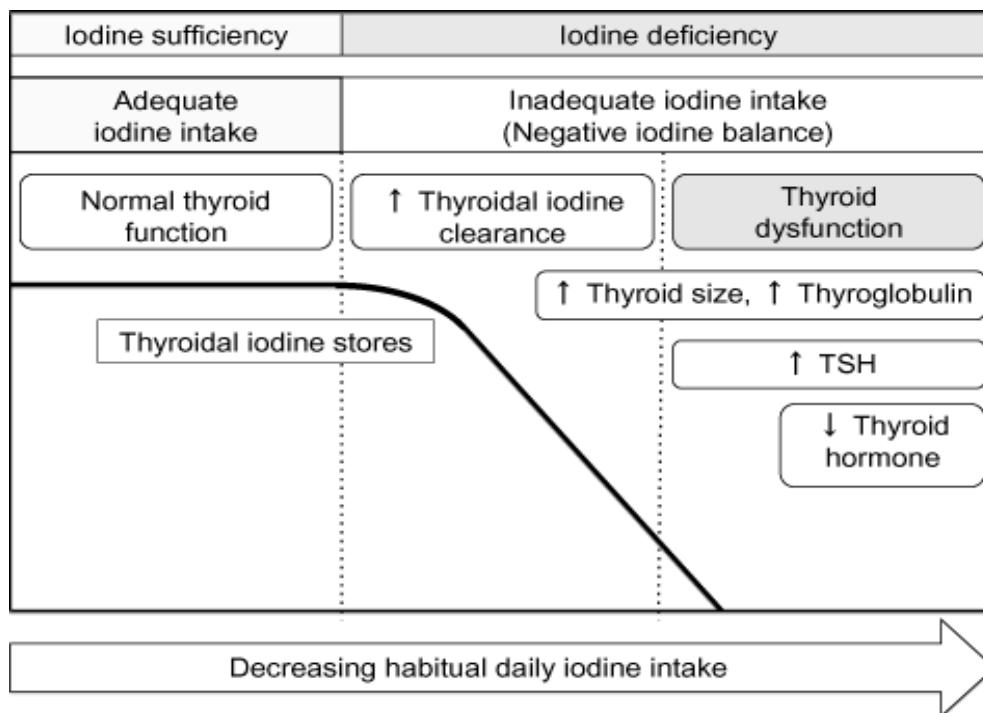 Iodine sufficiency
Iodine deficiency
Adequate
iodine intake
Inadequate iodine intake
(Negative iodine balance)
Normal thyroid
function
↑ Thyroidal iodine
clearance
Thyroid
dysfunction
↑ Thyroid size, ↑ Thyroglobulin
Thyroidal iodine stores
↑ TSH
↓ Thyroid
hormone
Decreasing habitual daily iodine intake